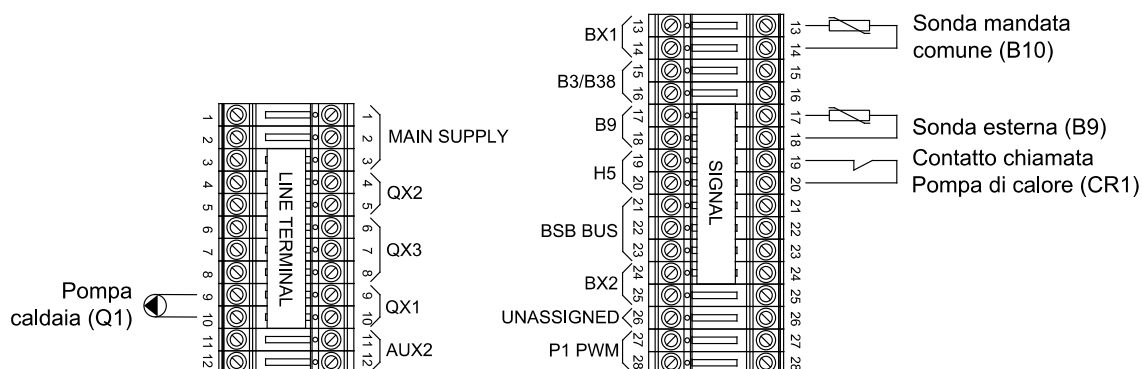 1 1
2 2 MAIN SUPPLY
3 3
4 4
5 5 QX2
6 6
7 7 QX3
8 8
Pompa
caldaia (Q1)
9 9
10 10 QX1
11 11
12 12 AUX2
LINE TERMINAL
BX1 13 13
14 14
Sonda mandata
comune (B10)
B3/B38 15 15
16 16
B9 17 17
18 18
Sonda esterna (B9)
H5 19 19
20 20
Contatto chiamata
Pompa di calore (CR1)
21 21
BSB BUS 22 22
23 23
BX2 24 24
25 25
UNASSIGNED 26 26
P1 PWM 27 27
28 28
SIGNAL